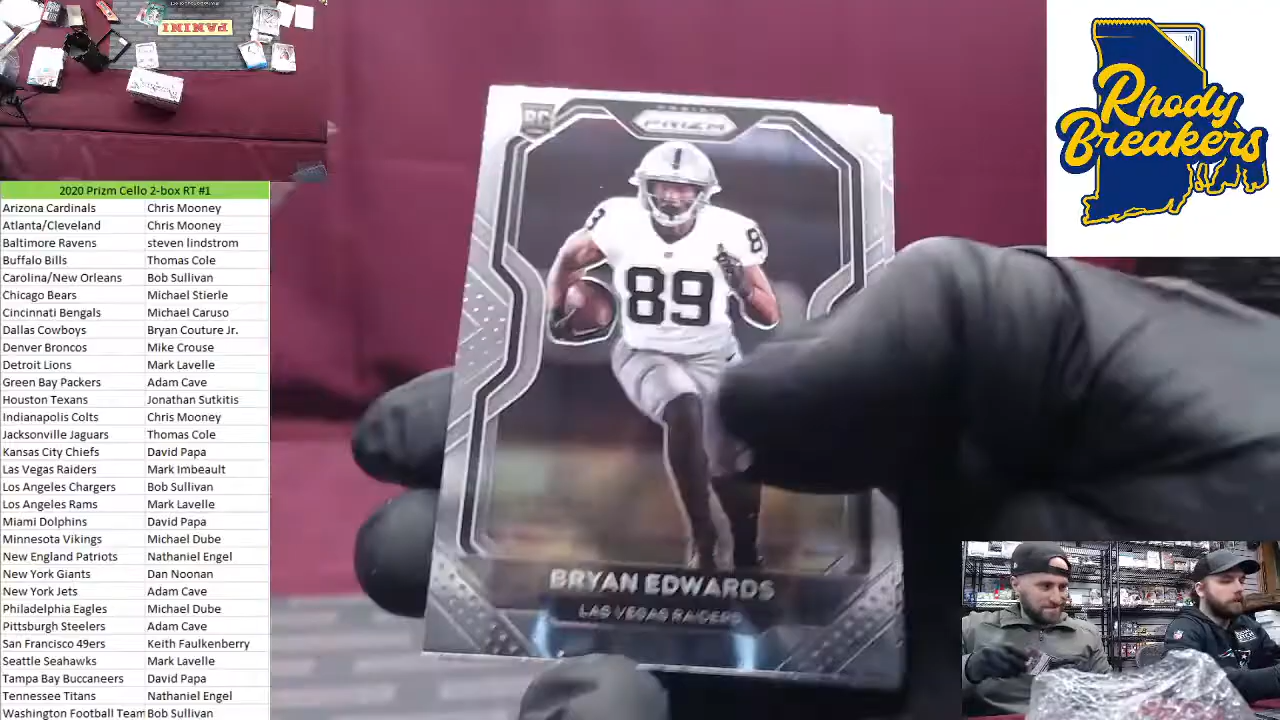 PANINI
2020 Prizm Cello 2-box RT #1
Arizona Cardinals Chris Mooney
Atlanta/Cleveland Chris Mooney
Baltimore Ravens steven lindstrom
Buffalo Bills Thomas Cole
Carolina/New Orleans Bob Sullivan
Chicago Bears Michael Stierle
Cincinnati Bengals Michael Caruso
Dallas Cowboys Bryan Couture Jr.
Denver Broncos Mike Crouse
Detroit Lions Mark Lavelle
Green Bay Packers Adam Cave
Houston Texans Jonathan Sutkitis
Indianapolis Colts Chris Mooney
Jacksonville Jaguars Thomas Cole
Kansas City Chiefs David Papa
Las Vegas Raiders Mark Imbeault
Los Angeles Chargers Bob Sullivan
Los Angeles Rams Mark Lavelle
Miami Dolphins David Papa
Minnesota Vikings Michael Dube
New England Patriots Nathaniel Engel
New York Giants Dan Noonan
New York Jets Adam Cave
Philadelphia Eagles Michael Dube
Pittsburgh Steelers Adam Cave
San Francisco 49ers Keith Faulkenberry
Seattle Seahawks Mark Lavelle
Tampa Bay Buccaneers David Papa
Tennessee Titans Nathaniel Engel
Washington Football Team Bob Sullivan
RC
PANINI
PRIZM
8
89
BRYAN EDWARDS
LAS VEGAS RAIDERS
1/1
Rhody
Breakers